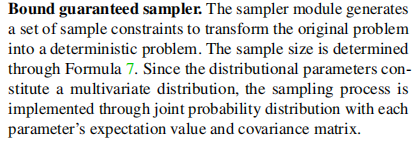 Bound guaranteed sampler. The sampler module generates
a set of sample constraints to transform the original problem
into a deterministic problem. The sample size is determined
through Formula 7. Since the distributional parameters con-
stitute a multivariate distribution, the sampling process is
implemented through joint probability distribution with each
parameter's expectation value and covariance matrix.